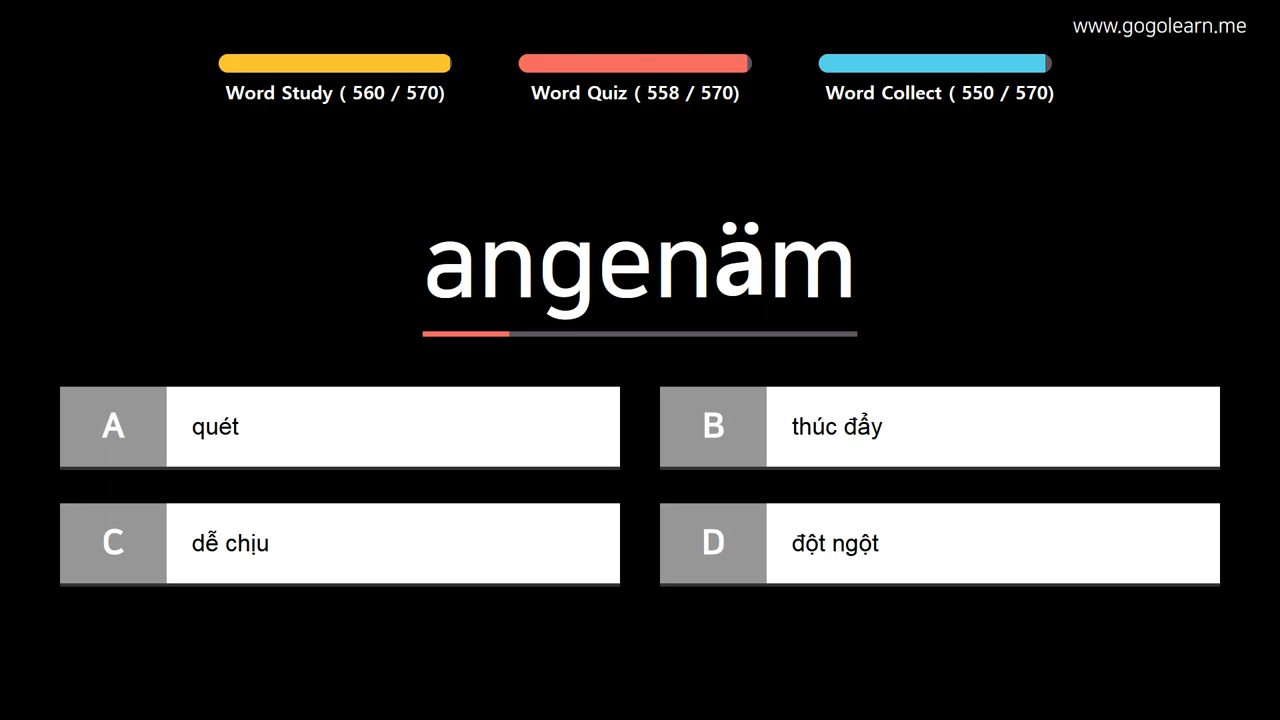 www.gogolearn.me
Word Study ( 560 / 570)
Word Quiz ( 558 / 570)
Word Collect ( 550 / 570)
angenäm
A quét
B thúc đẩy
C dễ chịu
D đột ngột